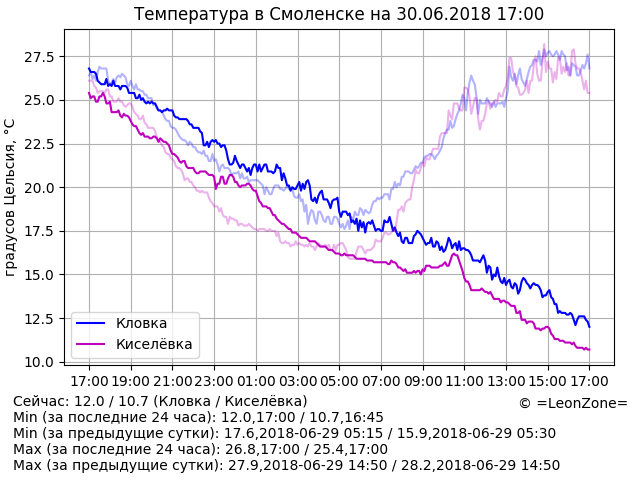 Температура в Смоленске на 30.06.2018 17:00
градусов Цельсия, °C
27.5
25.0
22.5
20.0
17.5
15.0
12.5
10.0
Кловка
Киселёвка
17:00 19:00 21:00 23:00 01:00 03:00 05:00 07:00 09:00 11:00 13:00 15:00 17:00
Сейчас: 12.0 / 10.7 (Кловка / Киселёвка)
© =LeonZone=
Min (за последние 24 часа): 12.0,17:00 / 10.7,16:45
Min (за предыдущие сутки): 17.6,2018-06-29 05:15 / 15.9,2018-06-29 05:30
Max (за последние 24 часа): 26.8,17:00 / 25.4,17:00
Max (за предыдущие сутки): 27.9,2018-06-29 14:50 / 28.2,2018-06-29 14:50